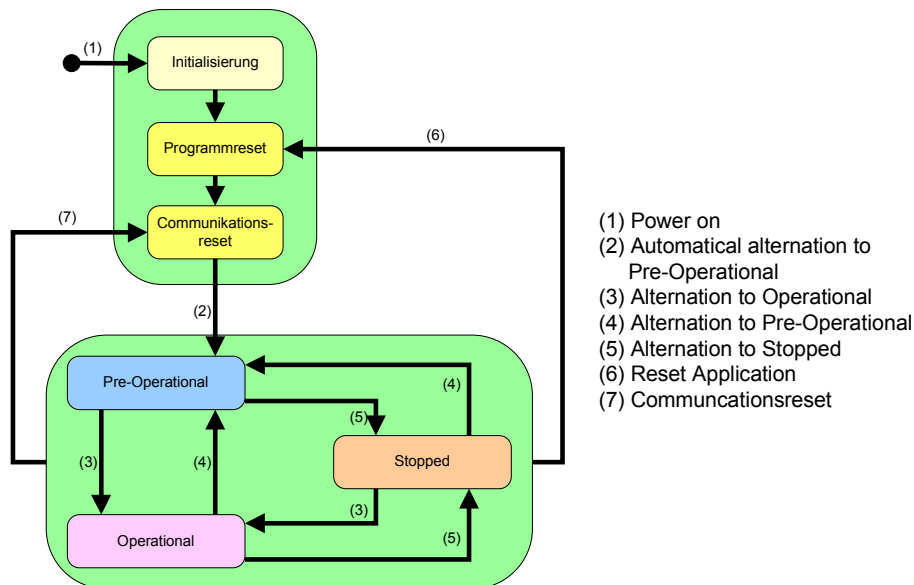 (1)
Initialisierung
Programmreset
(6)
(7)
Communikations-
reset
(2)
Pre-Operational
(4)
(5)
(3)
(4)
Stopped
(3)
Operational
(5)
(1) Power on
(2) Automatical alternation to
Pre-Operational
(3) Alternation to Operational
(4) Alternation to Pre-Operational
(5) Alternation to Stopped
(6) Reset Application
(7) Communcationsreset